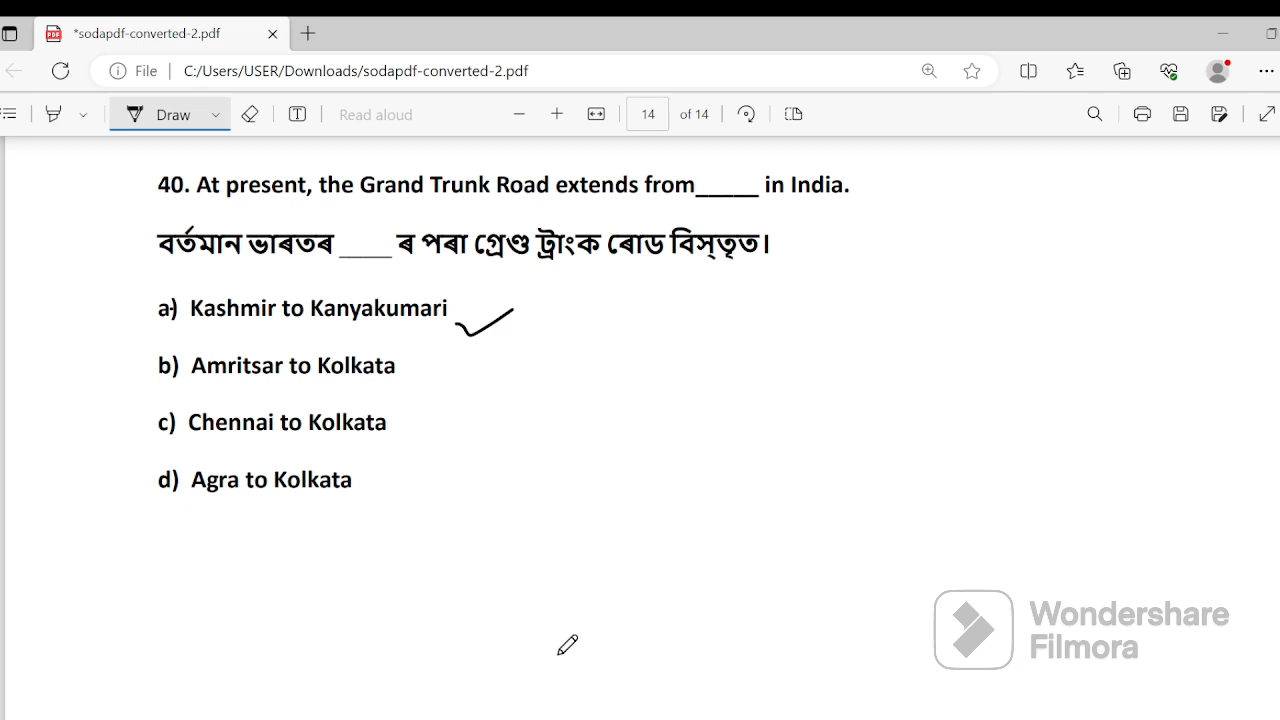 *sodapdf-converted-2.pdf
File C:/Users/USER/Downloads/sodapdf-converted-2.pdf
Draw Read aloud 14 of 14
40. At present, the Grand Trunk Road extends from_____ in India.
বৰ্তমান ভাৰতৰ ____ ৰ পৰা গ্ৰেণ্ড ট্ৰাংক ৰোড বিস্তৃত।
a) Kashmir to Kanyakumari
b) Amritsar to Kolkata
c) Chennai to Kolkata
d) Agra to Kolkata
Wondershare
Filmora